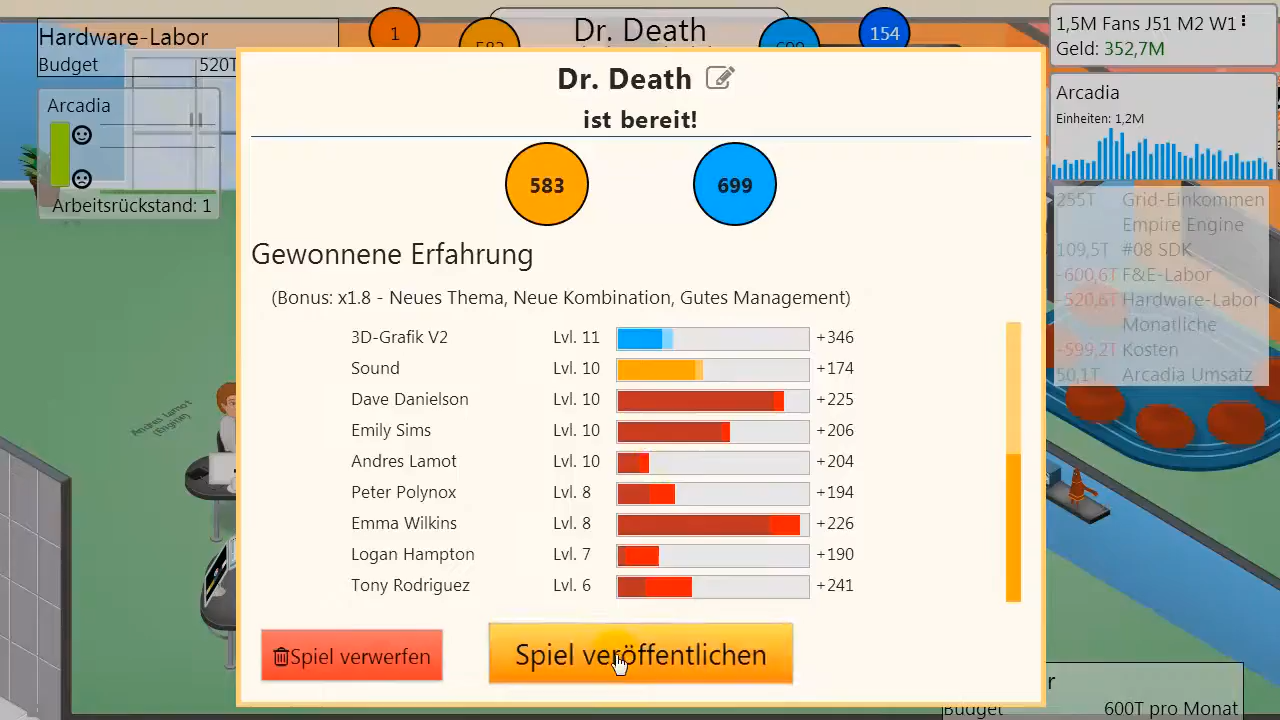 Hardware-Labor
Budget 520T
1
582
Dr. Death
699
154
1,5M Fans J51 M2 W1
Geld: 352,7M
Arcadia
Arbeitsrückstand: 1
Arcadia
Einheiten: 1,2M
255T Grid-Einkommen
Empire Engine
109,5T #08 SDK
-600,6T F&E-Labor
-520,6T Hardware-Labor
Monatliche
-599,2T Kosten
50,1T Arcadia Umsatz
Dr. Death
ist bereit!
583
699
Gewonnene Erfahrung
(Bonus: x1.8 - Neues Thema, Neue Kombination, Gutes Management)
3D-Grafik V2 Lvl. 11 +346
Sound Lvl. 10 +174
Dave Danielson Lvl. 10 +225
Emily Sims Lvl. 10 +206
Andres Lamot Lvl. 10 +204
Peter Polynox Lvl. 8 +194
Emma Wilkins Lvl. 8 +226
Logan Hampton Lvl. 7 +190
Tony Rodriguez Lvl. 6 +241
Andres Lamot
(Engine)
Spiel verwerfen
Spiel veröffentlichen
Budget 600T pro Monat